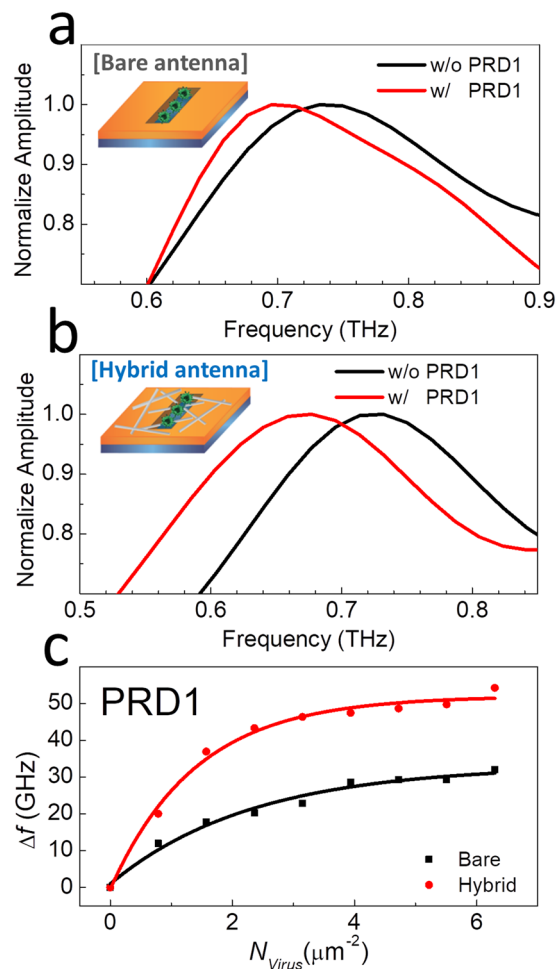 a
[Bare antenna]
w/o PRD1
w/ PRD1
Normalize Amplitude
1.0
0.9
0.8
0.6 0.7 0.8 0.9
Frequency (THz)
b
[Hybrid antenna]
w/o PRD1
w/ PRD1
Normalize Amplitude
1.0
0.9
0.8
0.5 0.6 0.7 0.8
Frequency (THz)
c
PRD1
Δf (GHz)
50
40
30
20
10
0
Bare
Hybrid
0 2 4 6
N_Virus(μm⁻²)